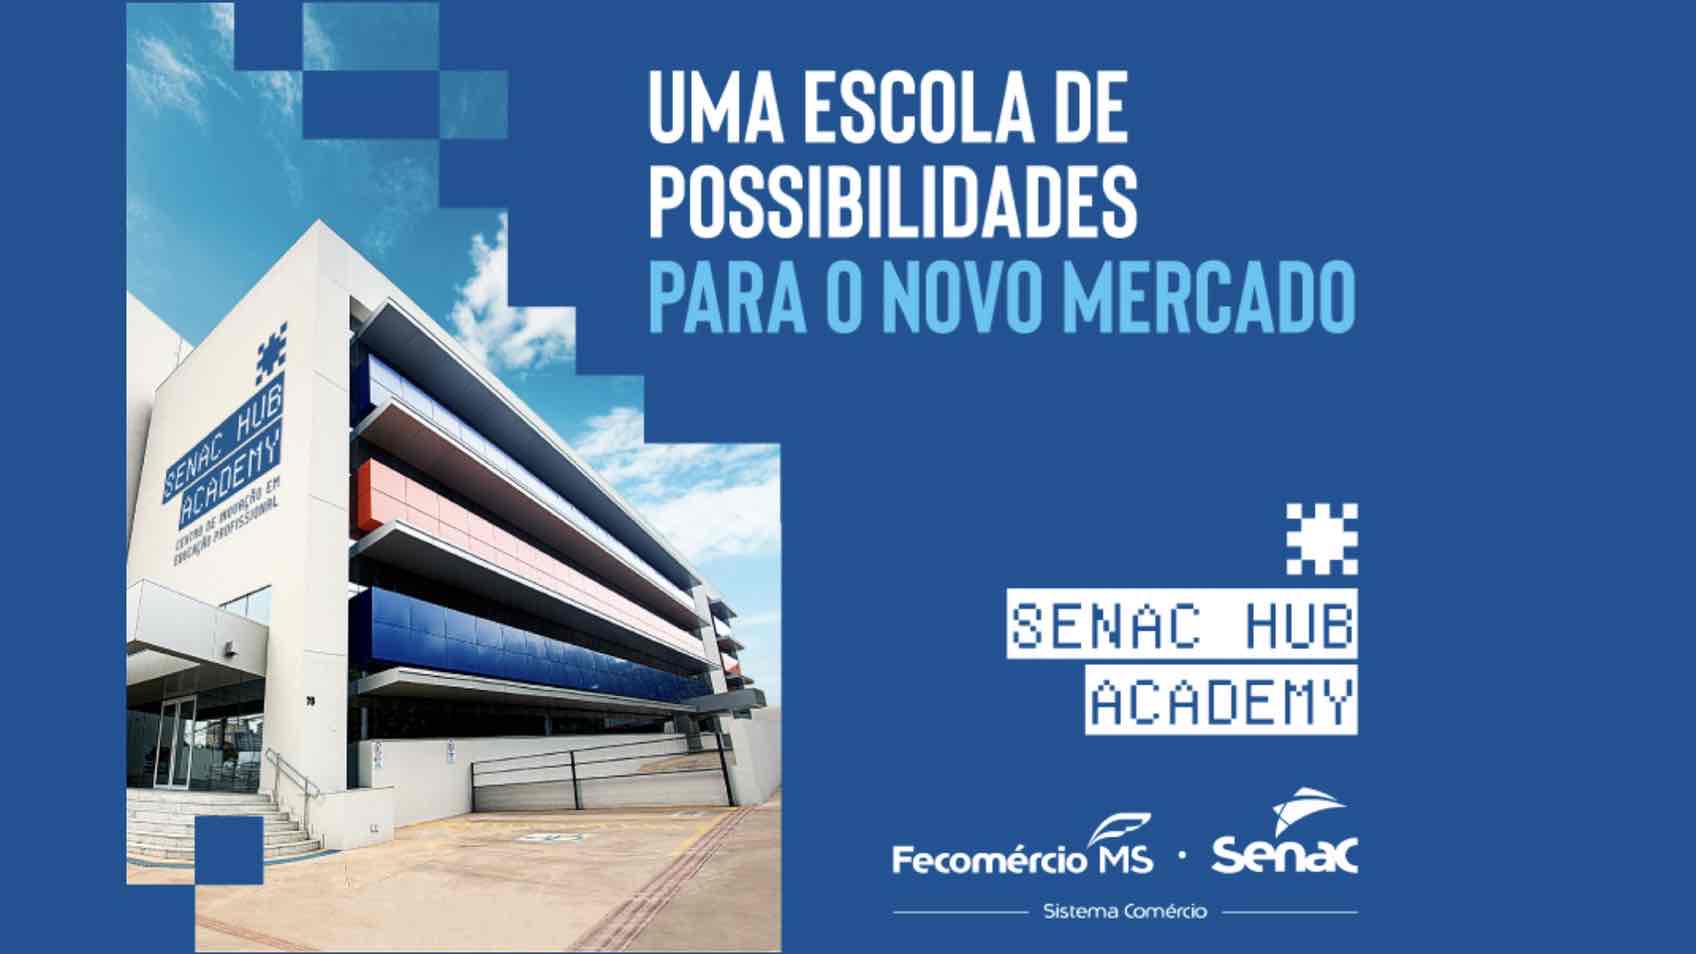 UMA ESCOLA DE
POSSIBILIDADES
PARA O NOVO MERCADO
SENAC HUB
ACADEMY
CENTRO DE INOVAÇÃO EM
EDUCAÇÃO PROFISSIONAL
78
SENAC HUB
ACADEMY
Fecomércio MS · Senac
Sistema Comércio